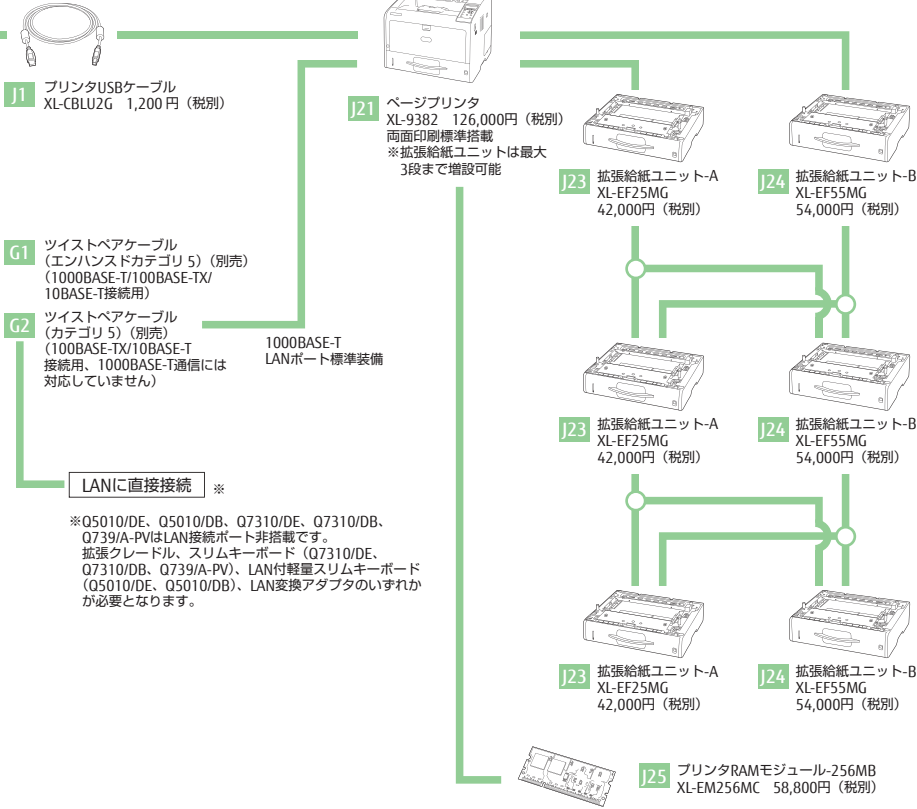 J1
プリンタUSBケーブル
XL-CBLU2G 1,200 円（税別）
J21
ページプリンタ
XL-9382 126,000円（税別）
両面印刷標準搭載
※拡張給紙ユニットは最大
3段まで増設可能
J23
拡張給紙ユニット-A
XL-EF25MG
42,000円（税別）
J24
拡張給紙ユニット-B
XL-EF55MG
54,000円（税別）
G1
ツイストペアケーブル
（エンハンスドカテゴリ 5）（別売）
（1000BASE-T/100BASE-TX/
10BASE-T接続用）
G2
ツイストペアケーブル
（カテゴリ 5）（別売）
（100BASE-TX/10BASE-T
接続用、1000BASE-T通信には
対応していません）
1000BASE-T
LANポート標準装備
J23
拡張給紙ユニット-A
XL-EF25MG
42,000円（税別）
J24
拡張給紙ユニット-B
XL-EF55MG
54,000円（税別）
LANに直接接続 ※
※Q5010/DE、Q5010/DB、Q7310/DE、Q7310/DB、
Q739/A-PVはLAN接続ポート非搭載です。
拡張クレードル、スリムキーボード（Q7310/DE、
Q7310/DB、Q739/A-PV）、LAN付軽量スリムキーボード
（Q5010/DE、Q5010/DB）、LAN変換アダプタのいずれか
が必要となります。
J23
拡張給紙ユニット-A
XL-EF25MG
42,000円（税別）
J24
拡張給紙ユニット-B
XL-EF55MG
54,000円（税別）
J25
プリンタRAMモジュール-256MB
XL-EM256MC 58,800円（税別）